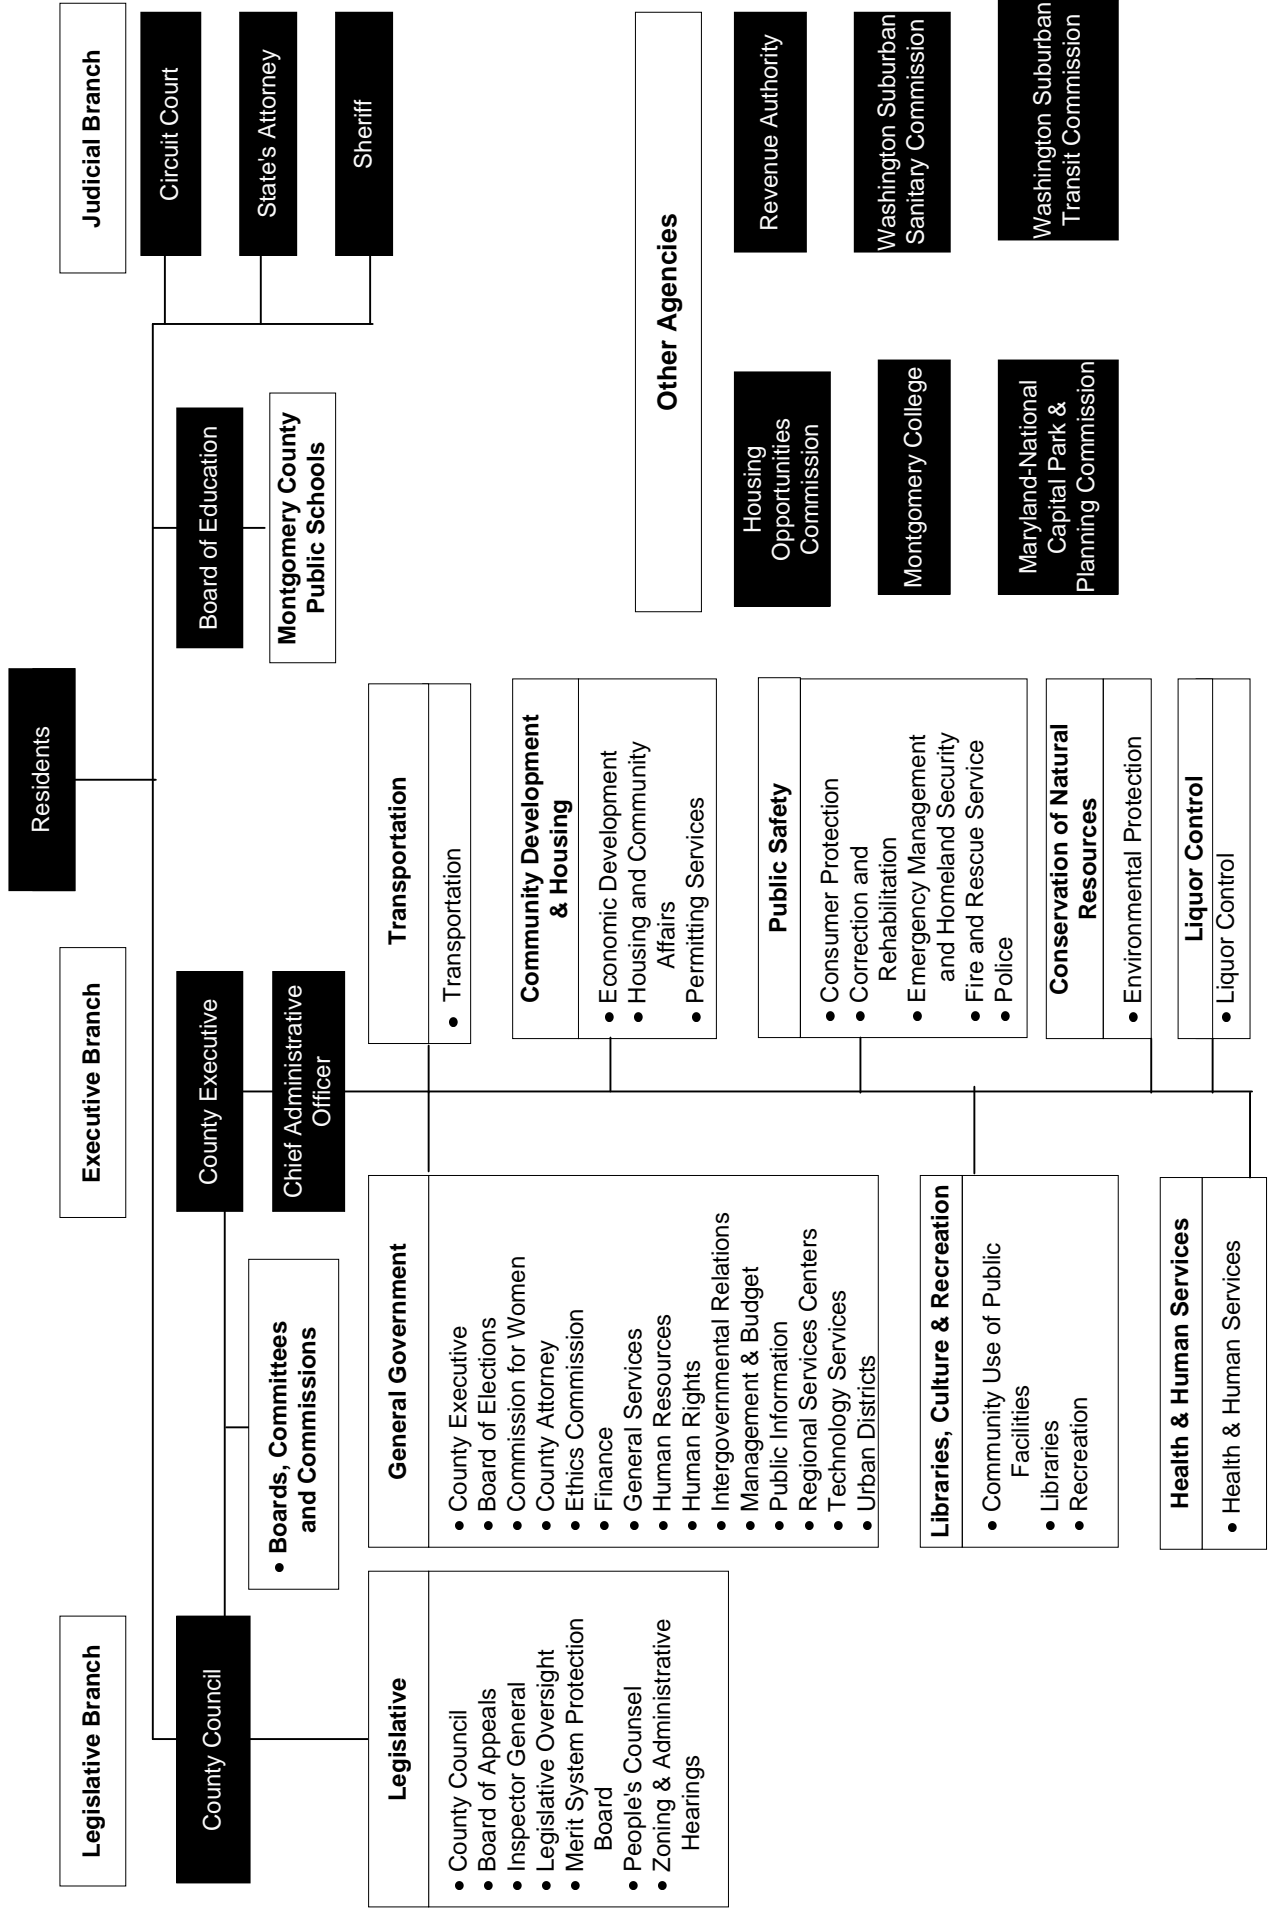 Residents
Legislative Branch
Executive Branch
Judicial Branch
County Council
County Executive
Board of Education
Circuit Court
State's Attorney
Sheriff
Chief Administrative
Officer
Montgomery County
Public Schools
• Boards, Committees
and Commissions
Legislative
• County Council
• Board of Appeals
• Inspector General
• Legislative Oversight
• Merit System Protection
Board
• People's Counsel
• Zoning & Administrative
Hearings
General Government
• County Executive
• Board of Elections
• Commission for Women
• County Attorney
• Ethics Commission
• Finance
• General Services
• Human Resources
• Human Rights
• Intergovernmental Relations
• Management & Budget
• Public Information
• Regional Services Centers
• Technology Services
• Urban Districts
Libraries, Culture & Recreation
• Community Use of Public
Facilities
• Libraries
• Recreation
Health & Human Services
• Health & Human Services
Transportation
• Transportation
Community Development
& Housing
• Economic Development
• Housing and Community
Affairs
• Permitting Services
Public Safety
• Consumer Protection
• Correction and
Rehabilitation
• Emergency Management
and Homeland Security
• Fire and Rescue Service
• Police
Conservation of Natural
Resources
• Environmental Protection
Liquor Control
• Liquor Control
Other Agencies
Housing
Opportunities
Commission
Revenue Authority
Montgomery College
Washington Suburban
Sanitary Commission
Maryland-National
Capital Park &
Planning Commission
Washington Suburban
Transit Commission